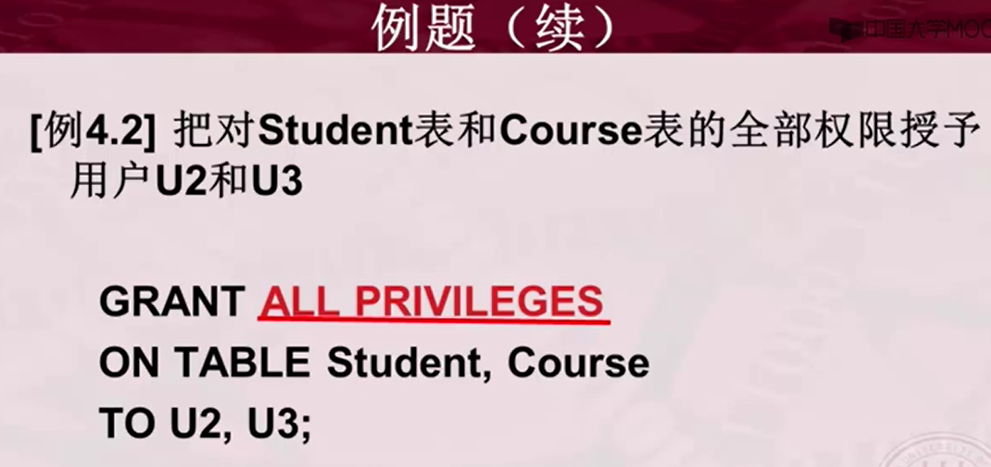 例题（续）
中国大学MOO
[例4.2] 把对Student表和Course表的全部权限授予
用户U2和U3
GRANT ALL PRIVILEGES
ON TABLE Student, Course
TO U2, U3;